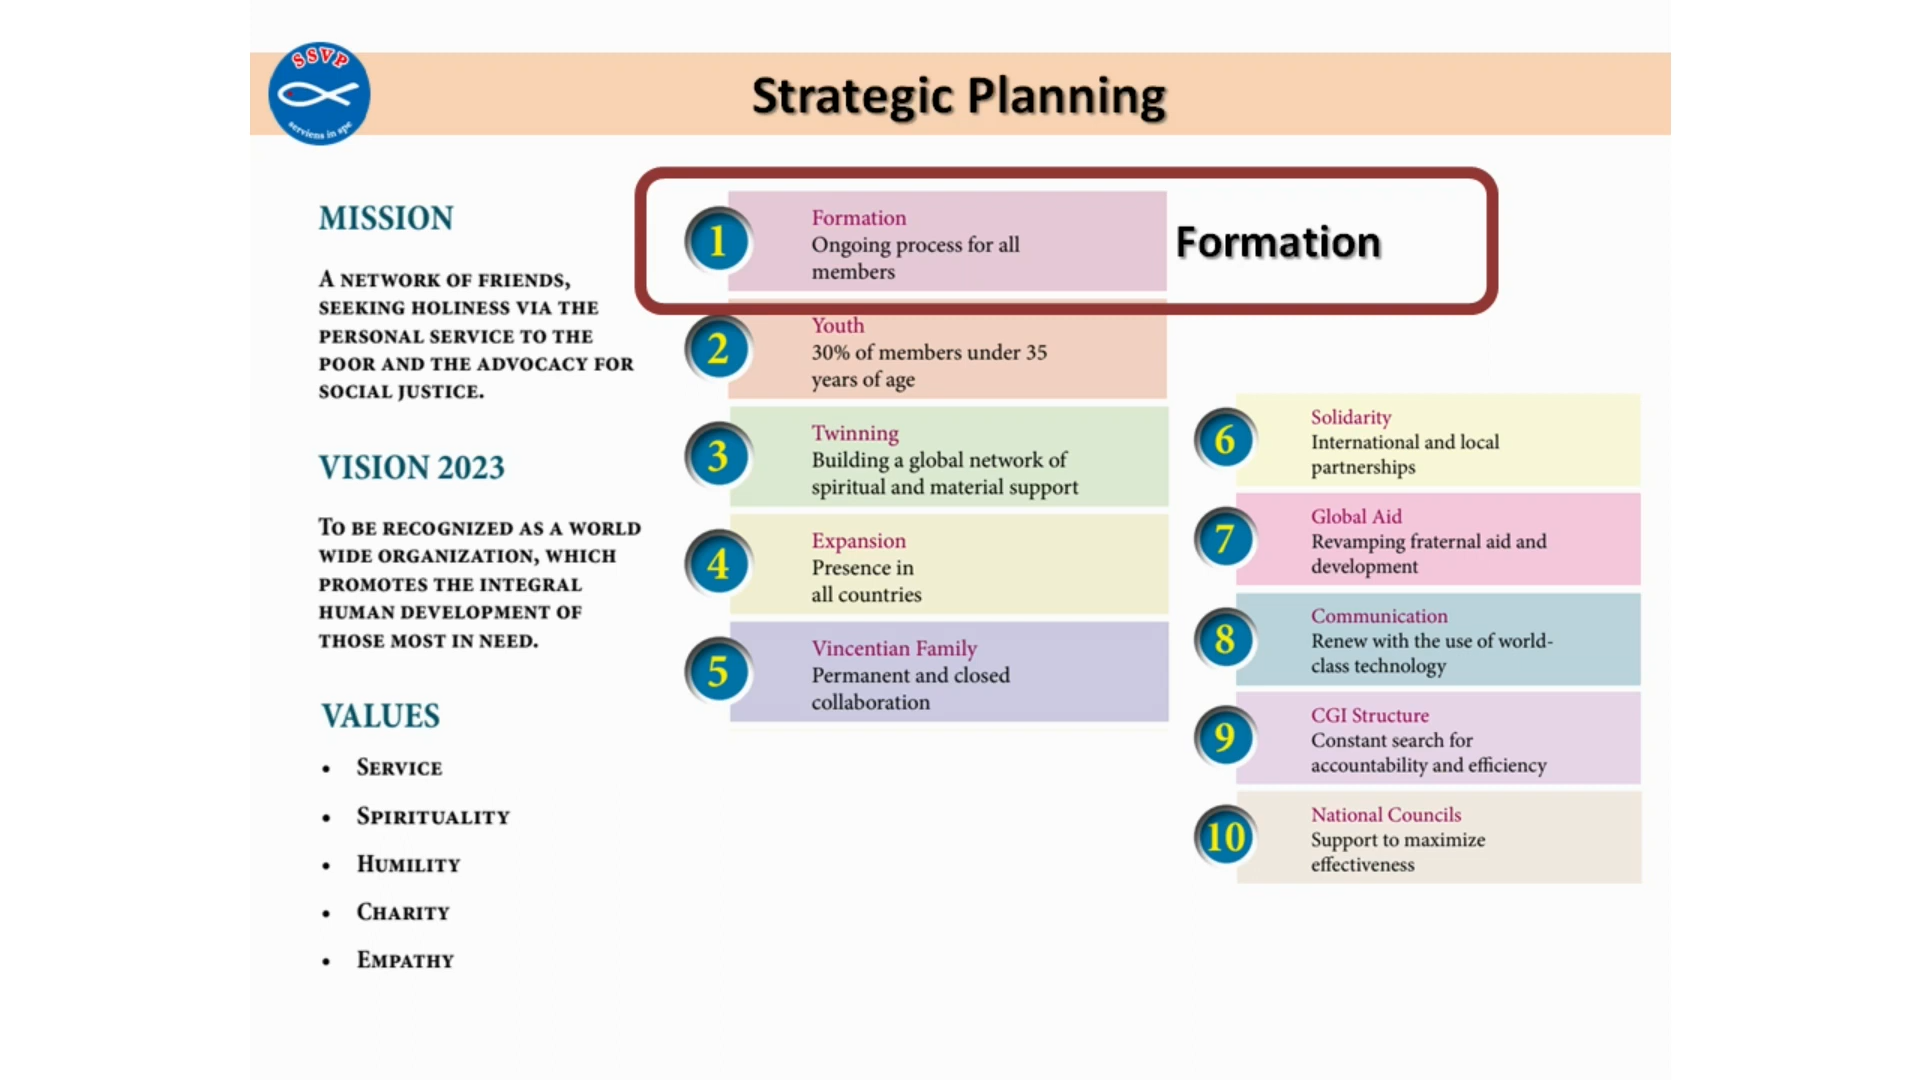 SSVP
serviens in spe
Strategic Planning
MISSION
A NETWORK OF FRIENDS,
SEEKING HOLINESS VIA THE
PERSONAL SERVICE TO THE
POOR AND THE ADVOCACY FOR
SOCIAL JUSTICE.
VISION 2023
TO BE RECOGNIZED AS A WORLD
WIDE ORGANIZATION, WHICH
PROMOTES THE INTEGRAL
HUMAN DEVELOPMENT OF
THOSE MOST IN NEED.
VALUES
• SERVICE
• SPIRITUALITY
• HUMILITY
• CHARITY
• EMPATHY
1
Formation
Ongoing process for all
members
Formation
2
Youth
30% of members under 35
years of age
3
Twinning
Building a global network of
spiritual and material support
4
Expansion
Presence in
all countries
5
Vincentian Family
Permanent and closed
collaboration
6
Solidarity
International and local
partnerships
7
Global Aid
Revamping fraternal aid and
development
8
Communication
Renew with the use of world-
class technology
9
CGI Structure
Constant search for
accountability and efficiency
10
National Councils
Support to maximize
effectiveness